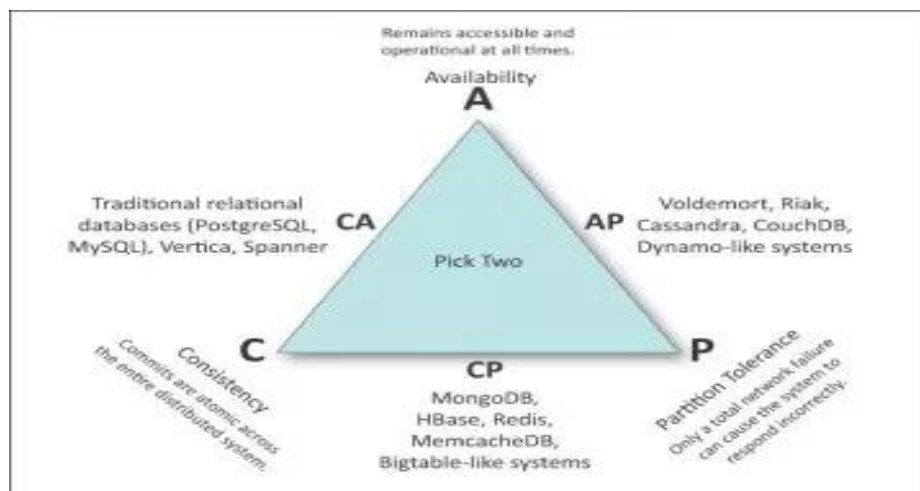 Remains accessible and
operational at all times.
Availability
A
Traditional relational
databases (PostgreSQL,
MySQL), Vertica, Spanner
CA
AP
Voldemort, Riak,
Cassandra, CouchDB,
Dynamo-like systems
Pick Two
C
P
Consistency
Commits are atomic across
the entire distributed system.
CP
MongoDB,
HBase, Redis,
MemcacheDB,
Bigtable-like systems
Partition Tolerance
Only a total network failure
can cause the system to
respond incorrectly.